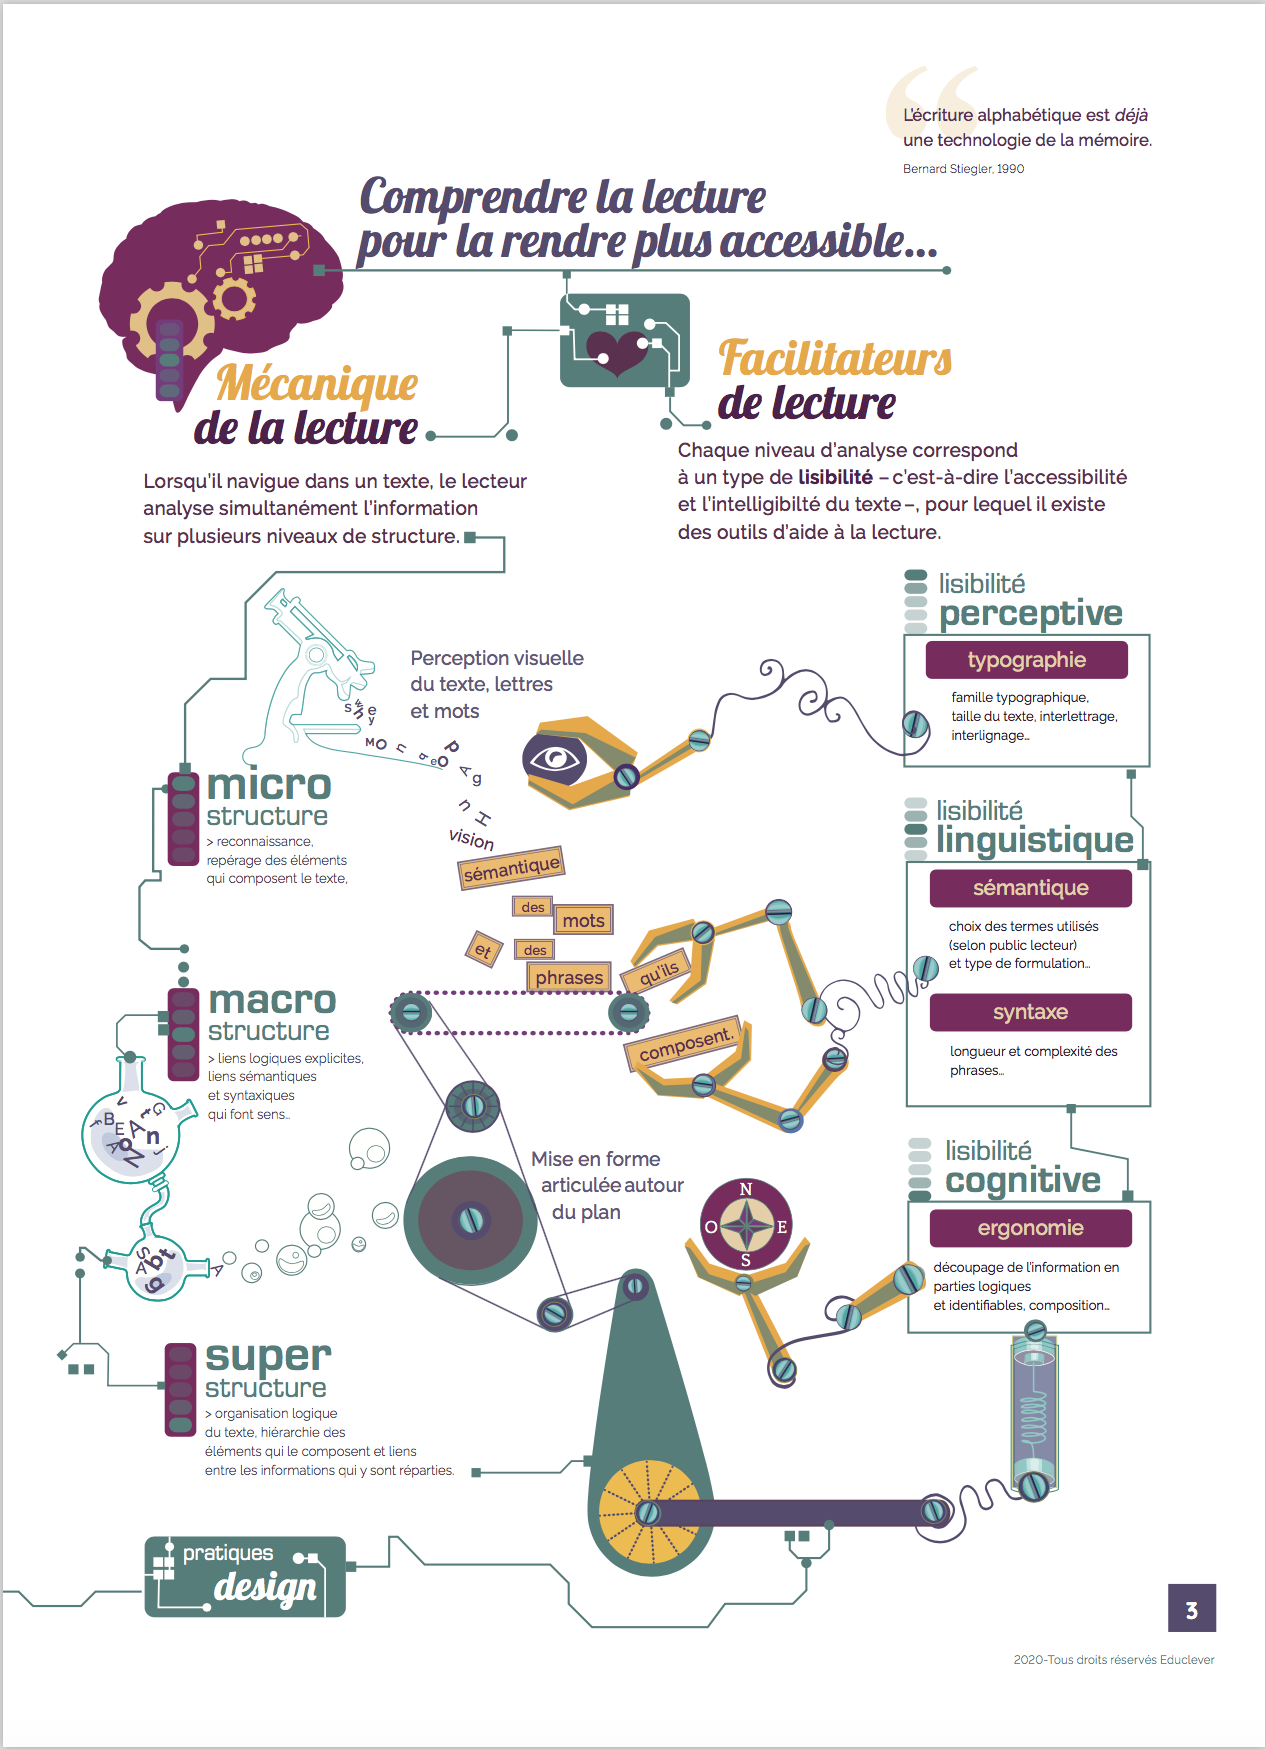 L'écriture alphabétique est déjà
une technologie de la mémoire.
Bernard Stiegler, 1990
Comprendre la lecture
pour la rendre plus accessible...
Mécanique
de la lecture
Lorsqu'il navigue dans un texte, le lecteur
analyse simultanément l'information
sur plusieurs niveaux de structure.
Facilitateurs
de lecture
Chaque niveau d'analyse correspond
à un type de lisibilité – c'est-à-dire l'accessibilité
et l'intelligibilté du texte –, pour lequel il existe
des outils d'aide à la lecture.
Perception visuelle
du texte, lettres
et mots
micro
structure
> reconnaissance,
repérage des éléments
qui composent le texte,
vision
sémantique
des
mots
et
des
phrases
qu'ils
composent.
macro
structure
> liens logiques explicites,
liens sémantiques
et syntaxiques
qui font sens...
Mise en forme
articulée autour
du plan
N
O
E
S
super
structure
> organisation logique
du texte, hiérarchie des
éléments qui le composent et liens
entre les informations qui y sont réparties.
lisibilité
perceptive
typographie
famille typographique,
taille du texte, interlettrage,
interlignage...
lisibilité
linguistique
sémantique
choix des termes utilisés
(selon public lecteur)
et type de formulation...
syntaxe
longueur et complexité des
phrases...
lisibilité
cognitive
ergonomie
découpage de l'information en
parties logiques
et identifiables, composition...
pratiques
design
3
2020-Tous droits réservés Educlever